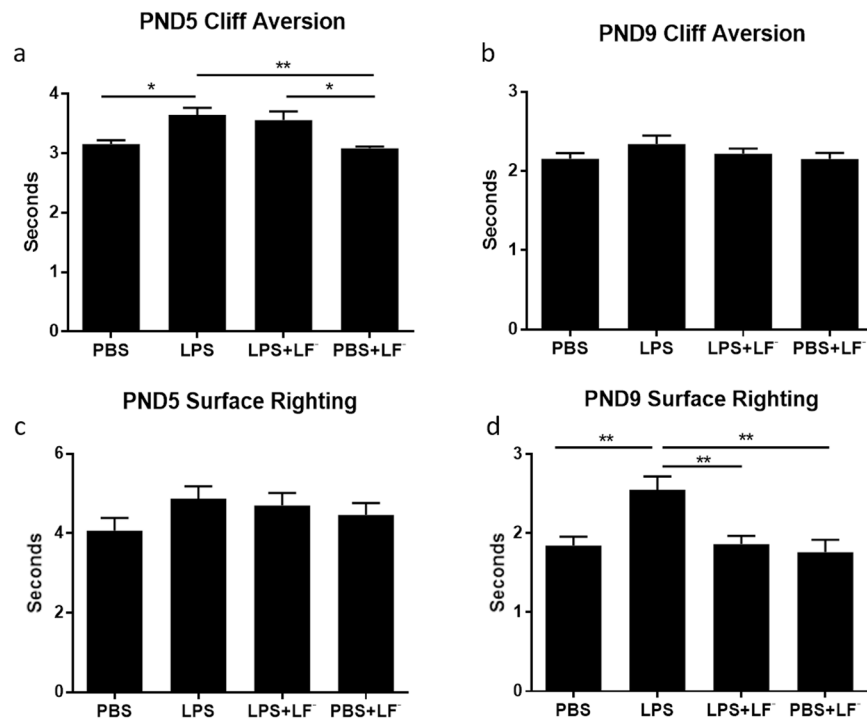 PND5 Cliff Aversion
a
**
*
*
4
3
2
1
0
Seconds
PBS
LPS
LPS+LF⁻
PBS+LF⁻
PND9 Cliff Aversion
b
3
2
1
0
Seconds
PBS
LPS
LPS+LF⁻
PBS+LF⁻
PND5 Surface Righting
c
6
4
2
0
Seconds
PBS
LPS
LPS+LF⁻
PBS+LF⁻
PND9 Surface Righting
d
**
**
**
3
2
1
0
Seconds
PBS
LPS
LPS+LF⁻
PBS+LF⁻